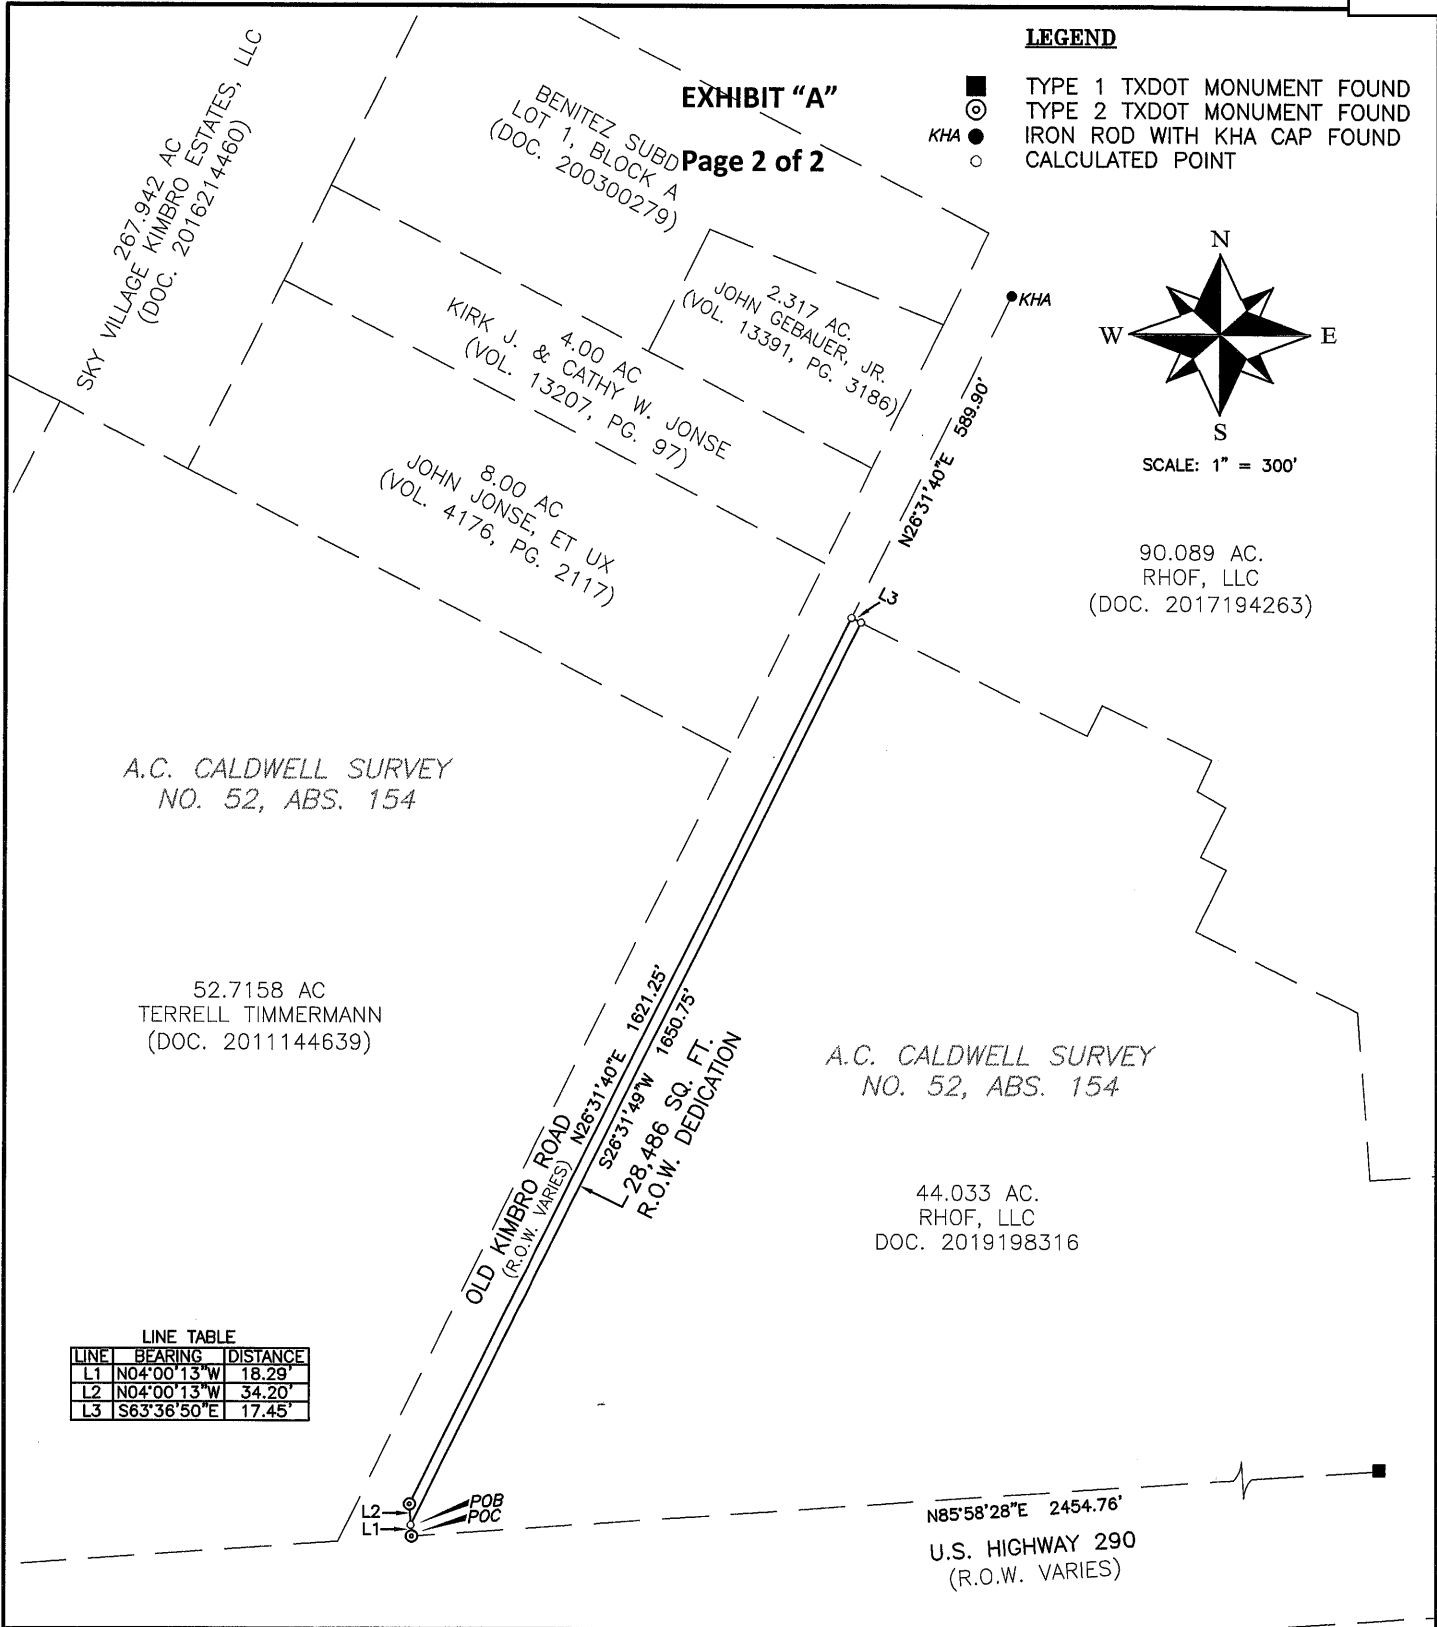 EXHIBIT “A”
Page 2 of 2
LEGEND
TYPE 1 TXDOT MONUMENT FOUND
TYPE 2 TXDOT MONUMENT FOUND
KHA IRON ROD WITH KHA CAP FOUND
CALCULATED POINT
267.942 AC
SKY VILLAGE KIMBRO ESTATES, LLC
(DOC. 2016214460)
BENITEZ SUBD
LOT 1, BLOCK A
(DOC. 200300279)
2.317 AC.
JOHN GEBAUER, JR.
(VOL. 13391, PG. 3186)
4.00 AC
KIRK J. & CATHY W. JONSE
(VOL. 13207, PG. 97)
8.00 AC
JOHN JONSE, ET UX
(VOL. 4176, PG. 2117)
KHA
N26°31'40"E 589.90'
N
W
E
S
SCALE: 1" = 300'
90.089 AC.
RHOF, LLC
(DOC. 2017194263)
L3
A.C. CALDWELL SURVEY
NO. 52, ABS. 154
52.7158 AC
TERRELL TIMMERMANN
(DOC. 2011144639)
OLD KIMBRO ROAD
(R.O.W. VARIES)
N26°31'40"E 1621.25'
S26°31'49"W 1650.75'
28,486 SQ. FT.
R.O.W. DEDICATION
A.C. CALDWELL SURVEY
NO. 52, ABS. 154
44.033 AC.
RHOF, LLC
DOC. 2019198316
LINE TABLE
LINE BEARING DISTANCE
L1 N04°00'13"W 18.29'
L2 N04°00'13"W 34.20'
L3 S63°36'50"E 17.45'
L2
L1
POB
POC
N85°58'28"E 2454.76'
U.S. HIGHWAY 290
(R.O.W. VARIES)